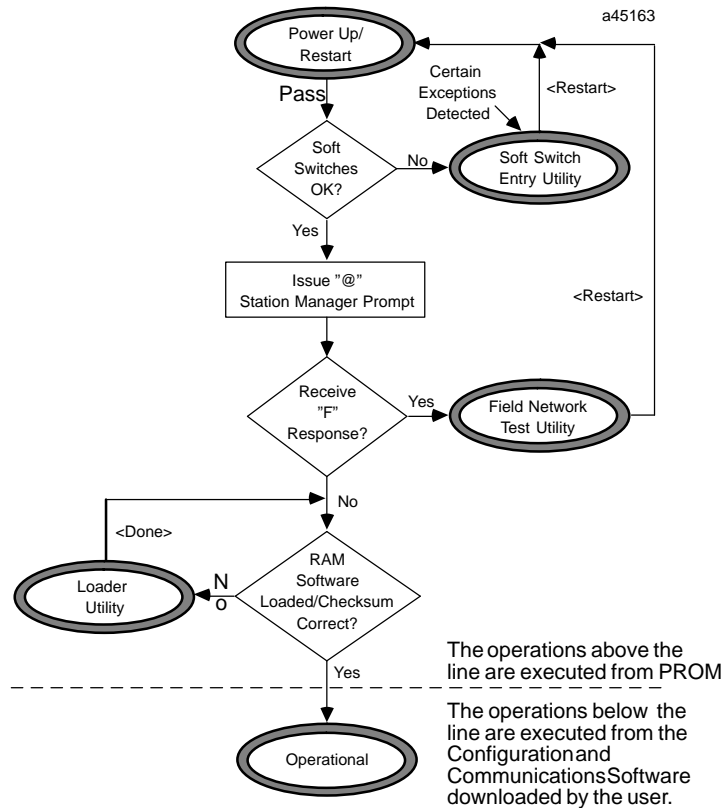 a45163
Power Up/
Restart
Pass
Certain
Exceptions
Detected
<Restart>
Soft
Switches
OK?
No
Soft Switch
Entry Utility
Yes
Issue ”@”
Station Manager Prompt
<Restart>
Receive
”F”
Response?
Yes
Field Network
Test Utility
No
<Done>
RAM
Software
Loaded/Checksum
Correct?
N
o
Loader
Utility
Yes
The operations above the
line are executed from PROM
Operational
The operations below the
line are executed from the
Configuration and
Communications Software
downloaded by the user.